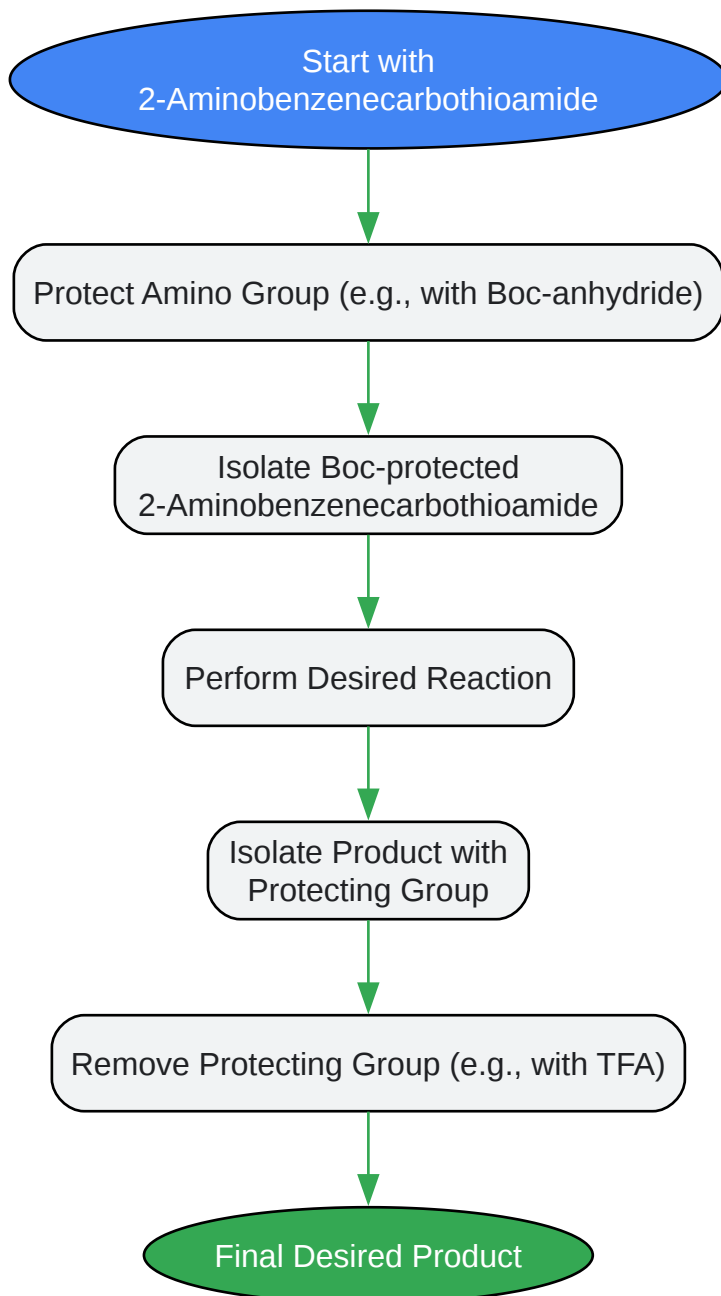 Start with
2-Aminobenzenecarbothioamide
Protect Amino Group (e.g., with Boc-anhydride)
Isolate Boc-protected
2-Aminobenzenecarbothioamide
Perform Desired Reaction
Isolate Product with
Protecting Group
Remove Protecting Group (e.g., with TFA)
Final Desired Product